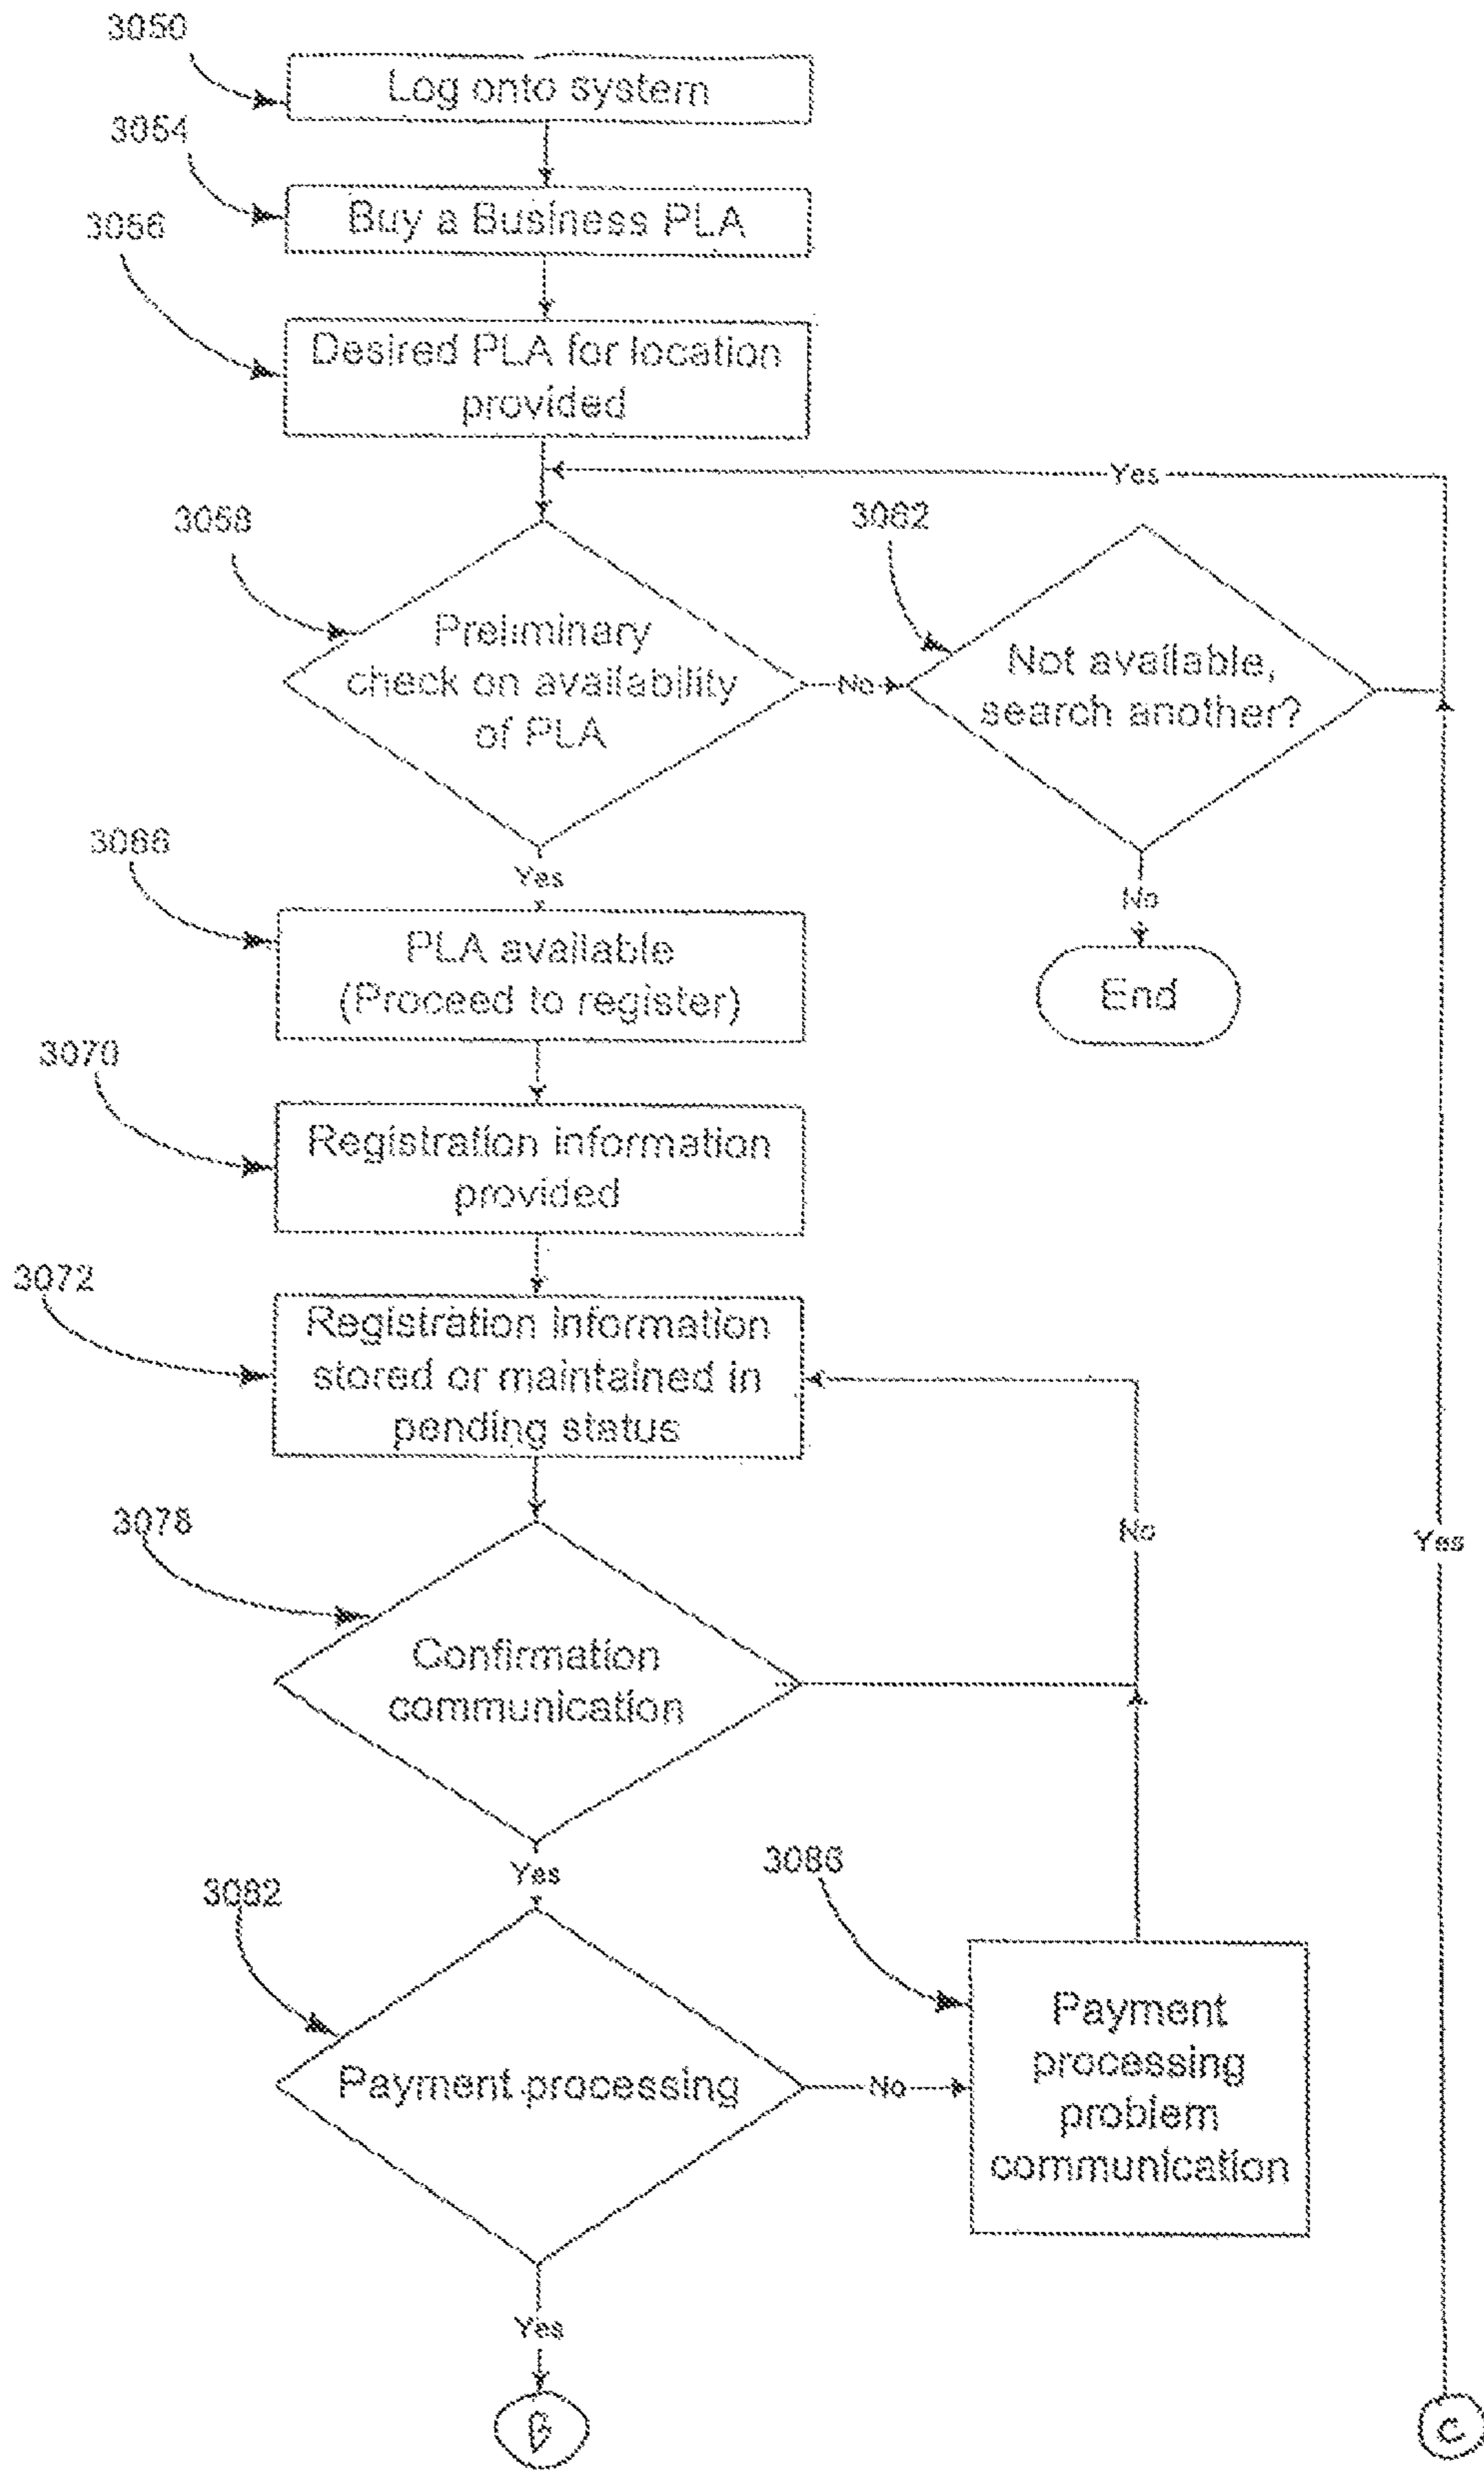 3050
Log onto system
3054
Buy a Business PLA
3056
Desired PLA for location
provided
Yes
3058
3062
Preliminary
check on availability
of PLA
No
Not available,
search another?
Yes
No
3066
PLA available
(Proceed to register)
End
3070
Registration information
provided
3072
Registration information
stored or maintained in
pending status
3078
No
Yes
Confirmation
communication
Yes
3082
3086
Payment processing
No
Payment
processing
problem
communication
Yes
B
C